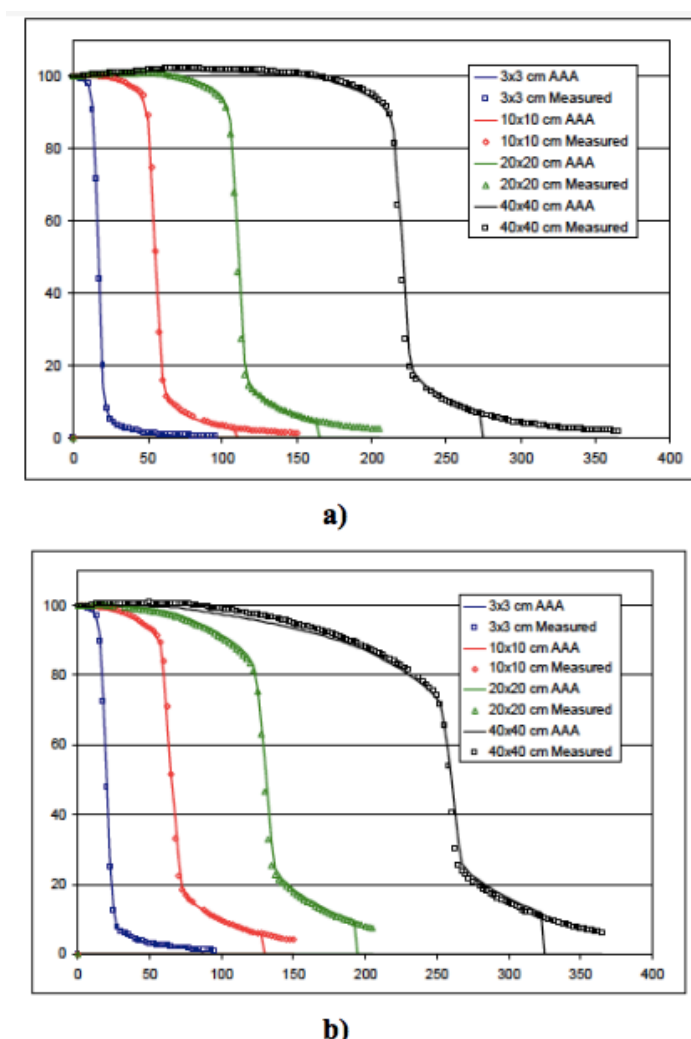 100
80
60
40
20
0
0 50 100 150 200 250 300 350 400
3x3 cm AAA
3x3 cm Measured
10x10 cm AAA
10x10 cm Measured
20x20 cm AAA
20x20 cm Measured
40x40 cm AAA
40x40 cm Measured
a)
100
80
60
40
20
0
0 50 100 150 200 250 300 350 400
3x3 cm AAA
3x3 cm Measured
10x10 cm AAA
10x10 cm Measured
20x20 cm AAA
20x20 cm Measured
40x40 cm AAA
40x40 cm Measured
b)